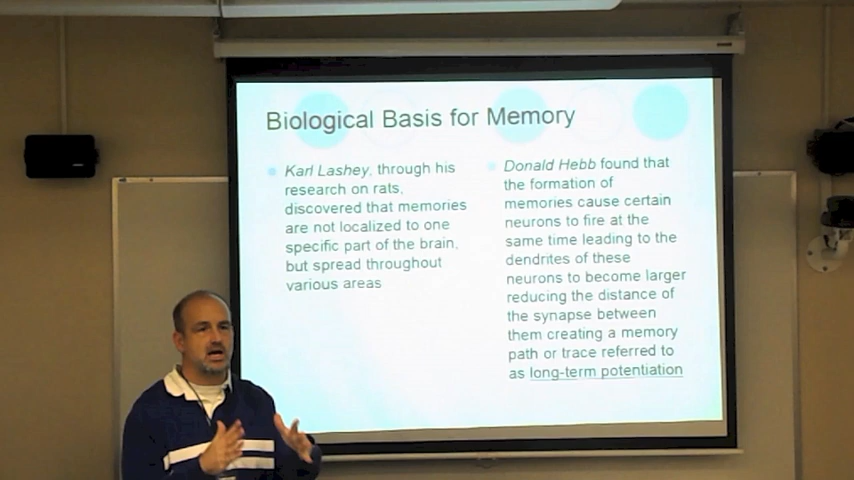 Biological Basis for Memory
Karl Lashey, through his
research on rats,
discovered that memories
are not localized to one
specific part of the brain,
but spread throughout
various areas
Donald Hebb found that
the formation of
memories cause certain
neurons to fire at the
same time leading to the
dendrites of these
neurons to become larger
reducing the distance of
the synapse between
them creating a memory
path or trace referred to
as long-term potentiation